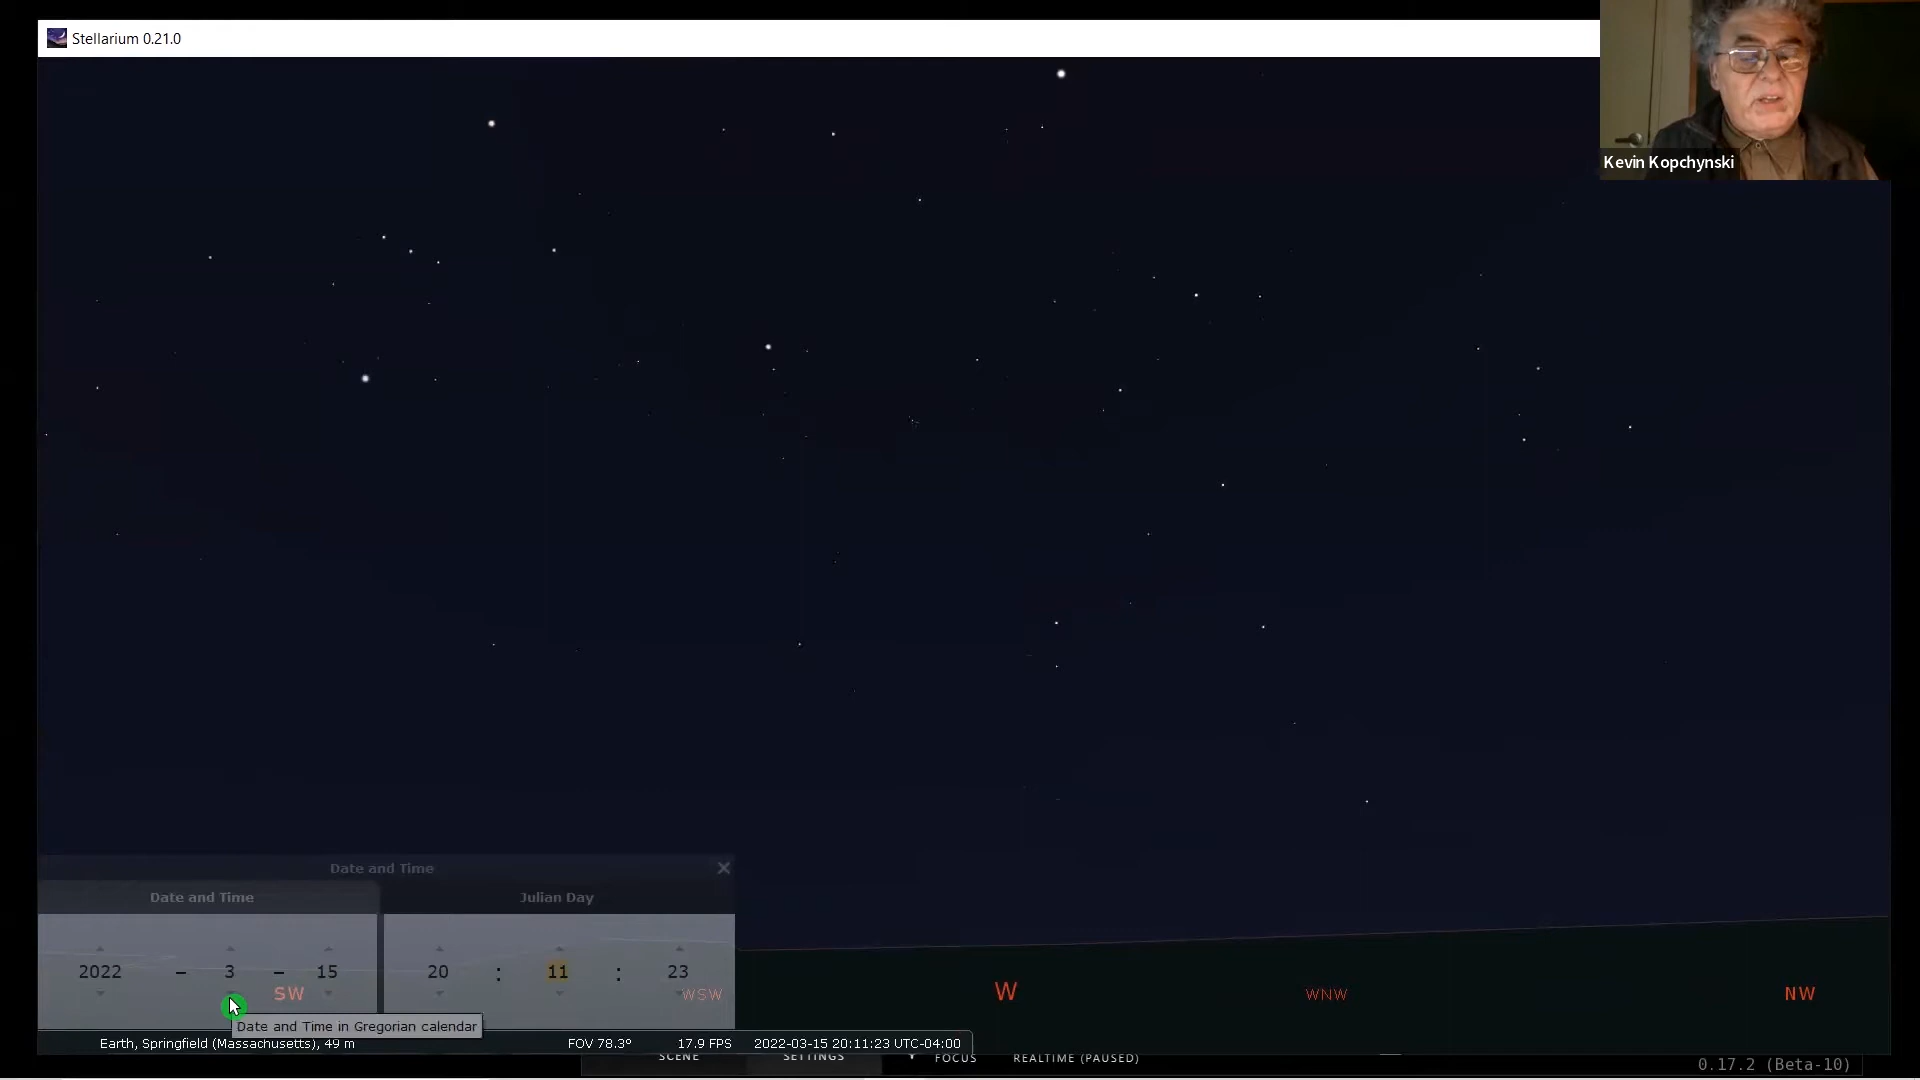 Stellarium 0.21.0
Kevin Kopchynski
Date and Time
Date and Time
Julian Day
2022 - 3 - 15
20 : 11 : 23
SW
WSW
W
WNW
NW
Date and Time in Gregorian calendar
Earth, Springfield (Massachusetts), 49 m
FOV 78.3º
17.9 FPS
2022-03-15 20:11:23 UTC-04:00
SCENE
SETTINGS
FOCUS
REALTIME (PAUSED)
0.17.2 (Beta-10)